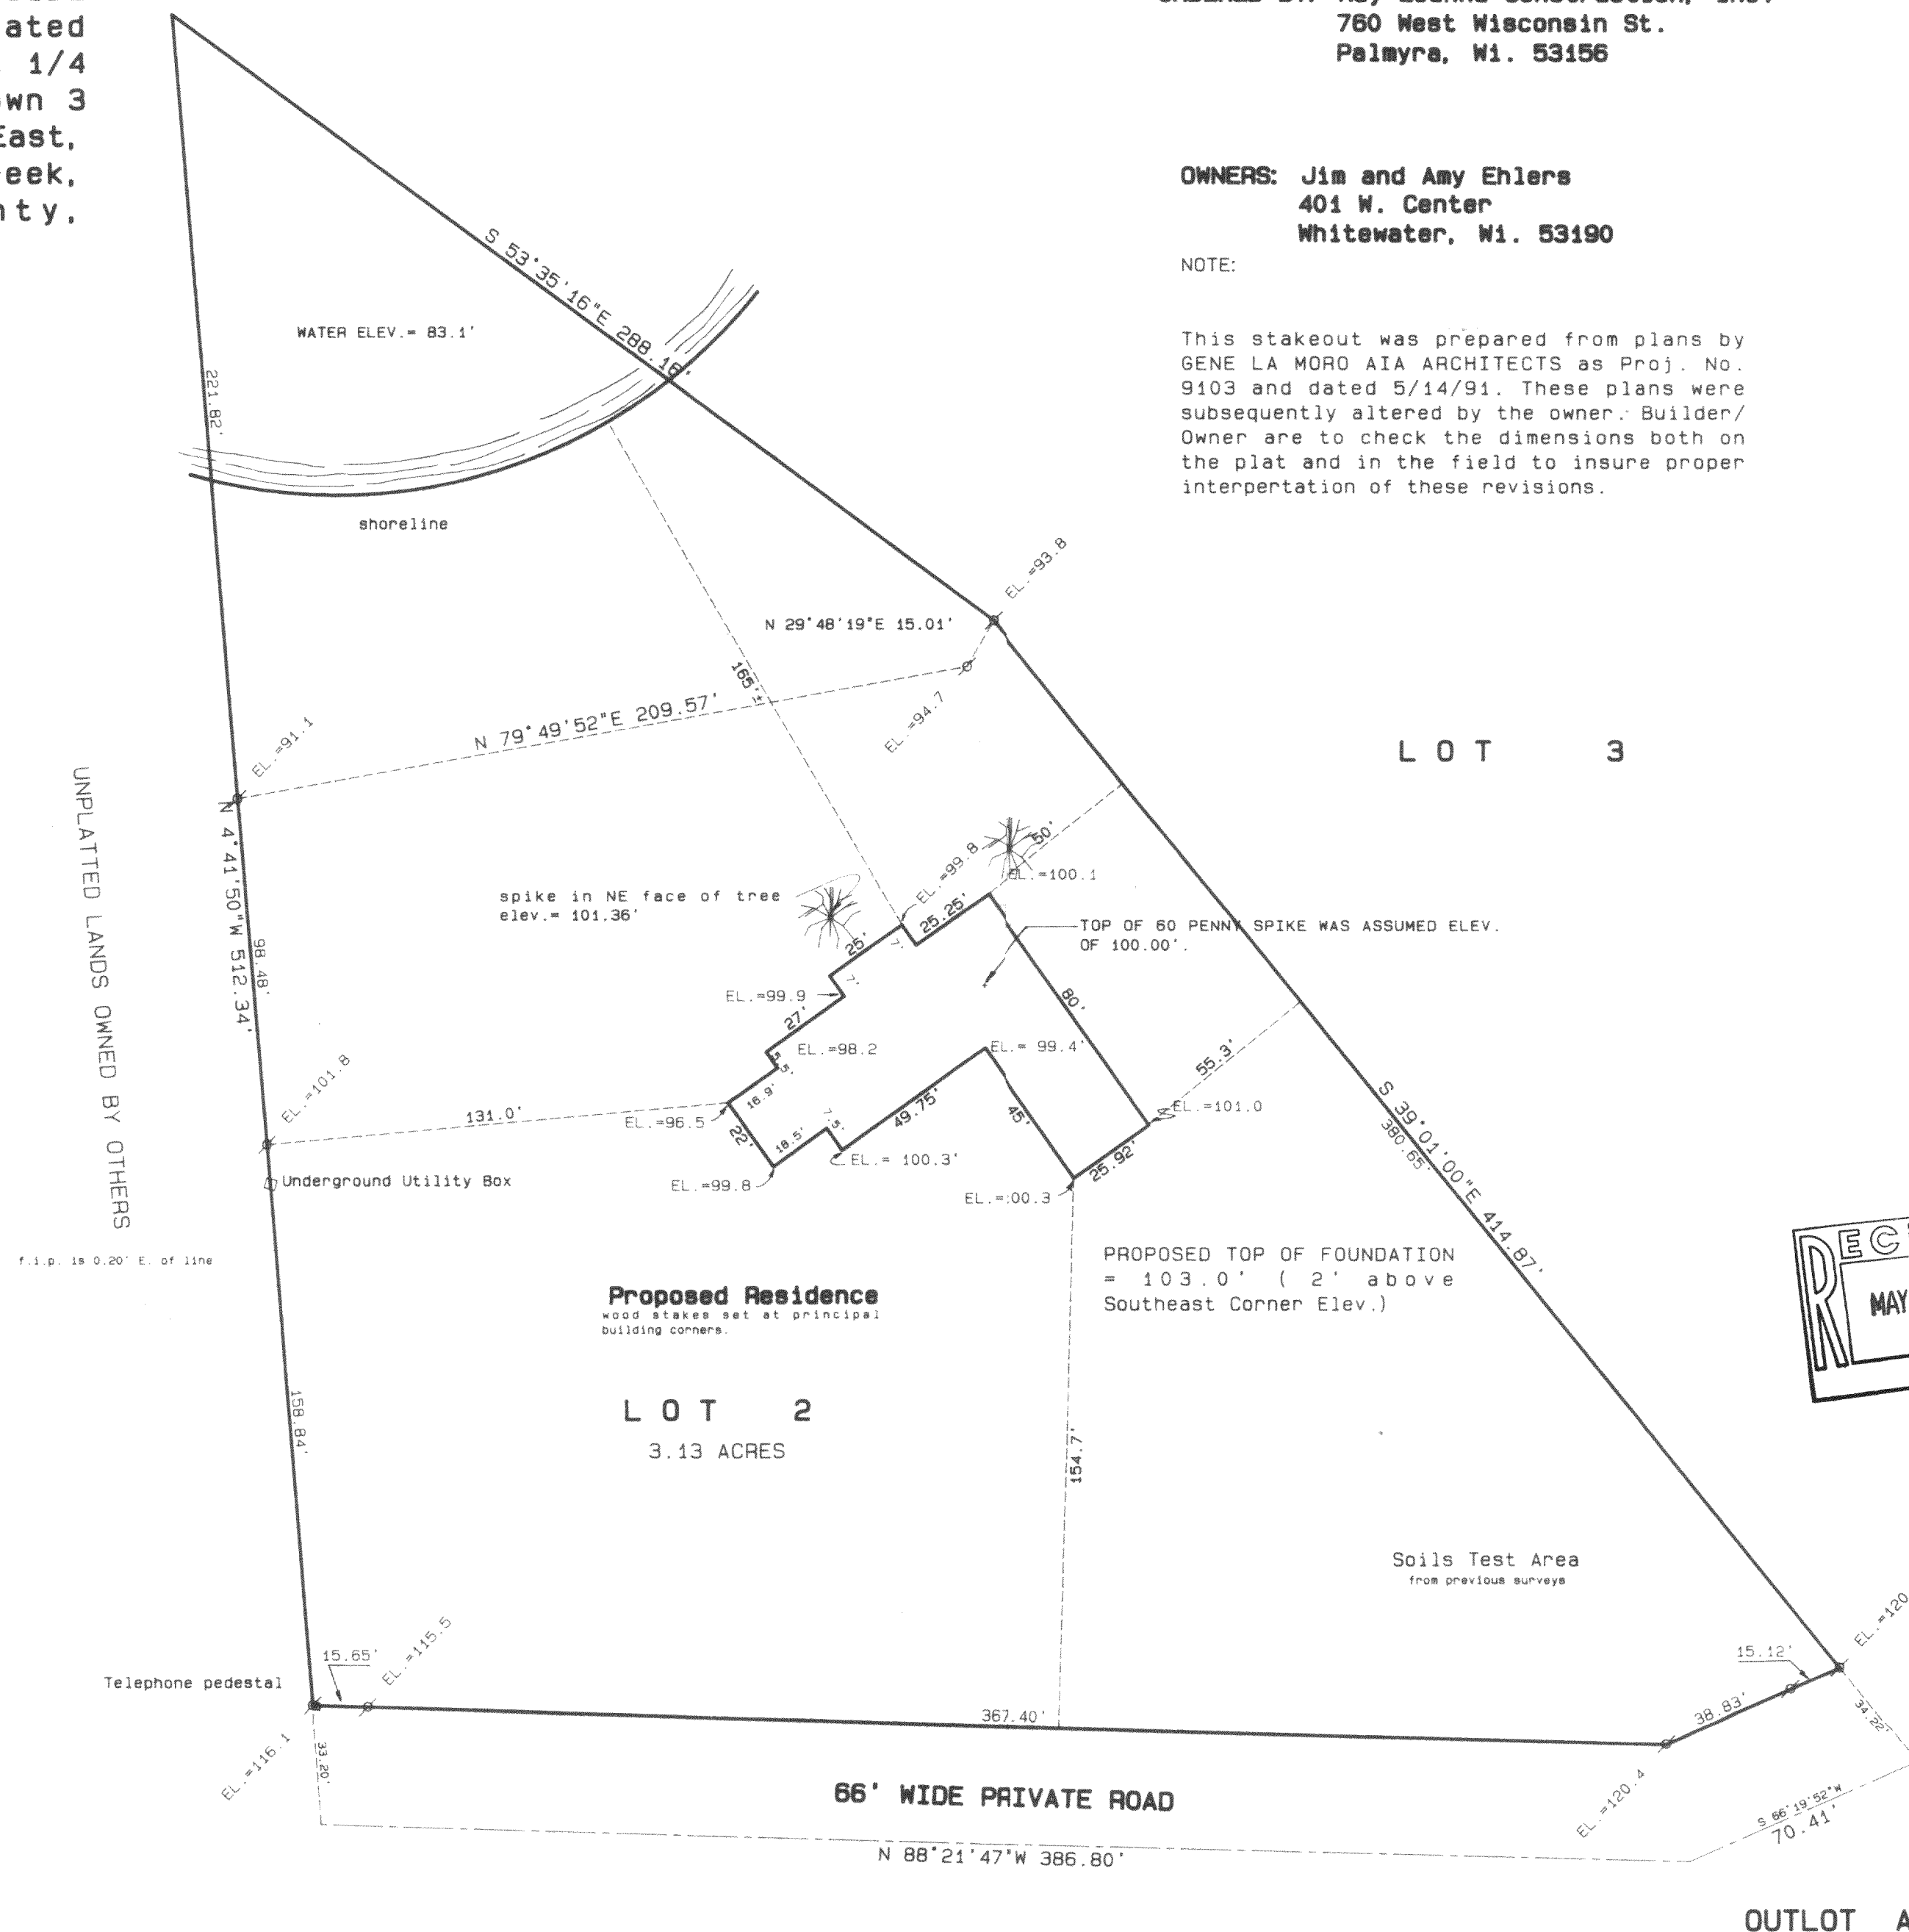 ated
1/4
wn 3
East,
eek,
nty,
760 West Wisconsin St.
Palmyra, Wi. 53156
OWNERS: Jim and Amy Ehlers
401 W. Center
Whitewater, Wi. 53190
NOTE:
This stakeout was prepared from plans by
GENE LA MORO AIA ARCHITECTS as Proj. No.
9103 and dated 5/14/91. These plans were
subsequently altered by the owner. Builder/
Owner are to check the dimensions both on
the plat and in the field to insure proper
interpertation of these revisions.
S 53°35'16"E 288.16'
WATER ELEV.= 83.1'
221.82'
shoreline
EL.=93.8
N 29°48'19"E 15.01'
165'±
N 79°49'52"E 209.57'
EL.=94.7
EL.=91.1
LOT 3
UNPLATTED LANDS OWNED BY OTHERS
N 4°41'50"W 512.34'
98.48'
50'
EL.=99.8
EL.=100.1
spike in NE face of tree
elev.= 101.36'
25.25'
7'
25'
7'
TOP OF 60 PENNY SPIKE WAS ASSUMED ELEV.
OF 100.00'.
EL.=99.9
27'
80'
EL.=98.2
5.5'
EL.= 99.4'
55.3'
EL.=101.8
131.0'
16.9'
EL.=96.5
22'
18.5'
7.5'
49.75'
45'
EL.=101.0
EL.= 100.3'
25.92'
S 39°01'00"E 414.87'
380.65'
Underground Utility Box
EL.=99.8
EL.=:00.3
f.i.p. is 0.20' E. of line
PROPOSED TOP OF FOUNDATION
= 103.0' ( 2' above
Southeast Corner Elev.)
Proposed Residence
wood stakes set at principal
building corners.
MAY
LOT 2
3.13 ACRES
158.84'
154.7'
Soils Test Area
from previous surveys
EL.=120
15.65'
EL.=115.5
15.12'
Telephone pedestal
367.40'
38.83'
34.22'
EL.=116.1
33.20'
66' WIDE PRIVATE ROAD
EL.=120.4
S 66°19'52"W
70.41'
N 88°21'47"W 386.80'
OUTLOT A